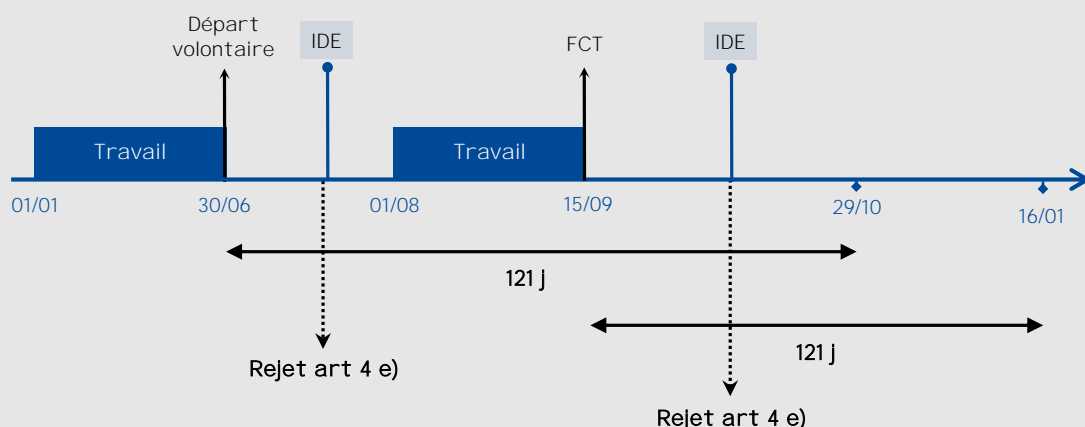 Départ
volontaire
IDE
FCT
IDE
Travail
Travail
01/01
30/06
01/08
15/09
29/10
16/01
121 j
121 j
Rejet art 4 e)
Rejet art 4 e)